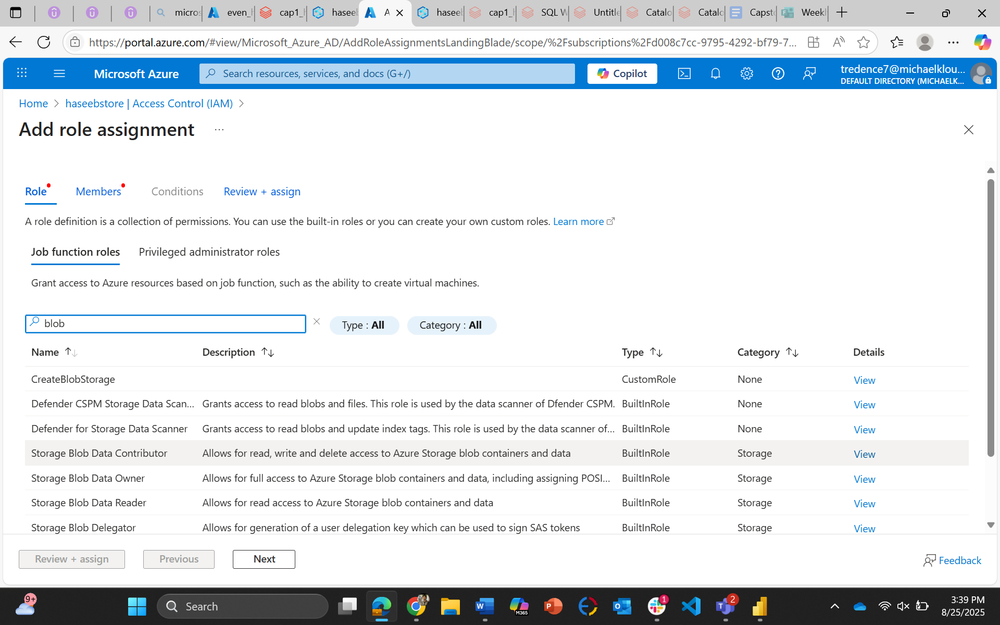 micros
even_h
cap1_h
haseeb
A
haseeb
cap1_h
SQL W
Untitle
Catalo
Catalo
Capsto
Weekl
https://portal.azure.com/#view/Microsoft_Azure_AD/AddRoleAssignmentsLandingBlade/scope/%2Fsubscriptions%2Fd008c7cc-9795-4292-bf79-7...
Microsoft Azure
Search resources, services, and docs (G+/)
Copilot
tredence7@michaelklou...
DEFAULT DIRECTORY (MICHAELK...
Home > haseebstore | Access Control (IAM) >
Add role assignment ...
Role Members Conditions Review + assign
A role definition is a collection of permissions. You can use the built-in roles or you can create your own custom roles. Learn more
Job function roles Privileged administrator roles
Grant access to Azure resources based on job function, such as the ability to create virtual machines.
blob
Type : All
Category : All
Name Description Type Category Details
CreateBlobStorage CustomRole None View
Defender CSPM Storage Data Scan... Grants access to read blobs and files. This role is used by the data scanner of Dfender CSPM. BuiltInRole None View
Defender for Storage Data Scanner Grants access to read blobs and update index tags. This role is used by the data scanner of... BuiltInRole None View
Storage Blob Data Contributor Allows for read, write and delete access to Azure Storage blob containers and data BuiltInRole Storage View
Storage Blob Data Owner Allows for full access to Azure Storage blob containers and data, including assigning POSI... BuiltInRole Storage View
Storage Blob Data Reader Allows for read access to Azure Storage blob containers and data BuiltInRole Storage View
Storage Blob Delegator Allows for generation of a user delegation key which can be used to sign SAS tokens BuiltInRole Storage View
Review + assign Previous Next
Feedback
9+
Search
M365
1
2
3:39 PM
8/25/2025